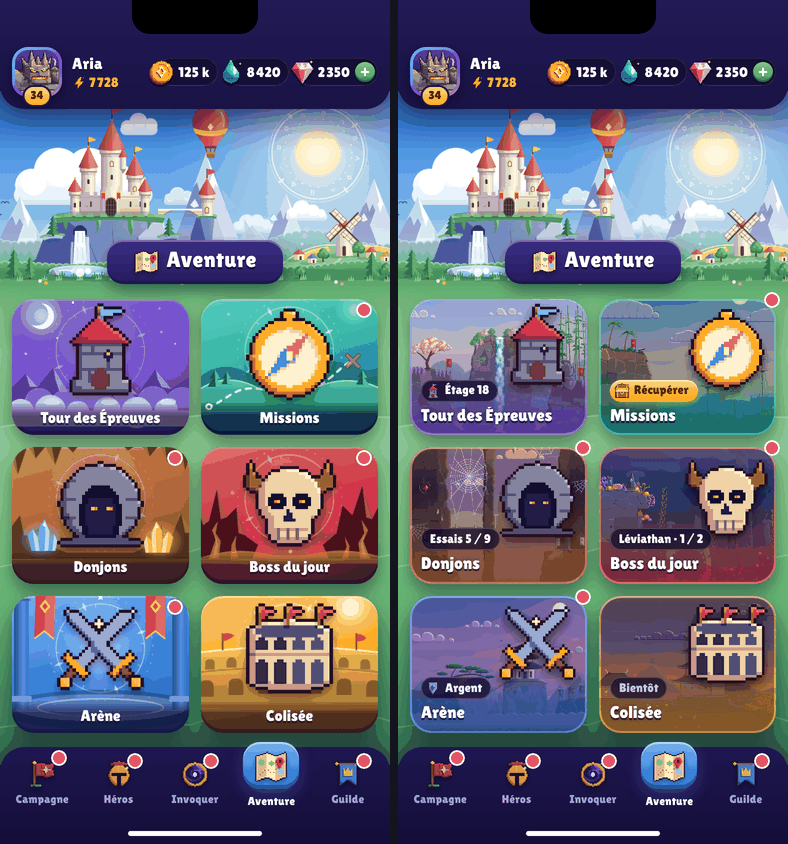 Aria
7728
34
125 k
8420
2350
Aventure
Tour des Épreuves
Missions
Donjons
Boss du jour
Arène
Colisée
Campagne
Héros
Invoquer
Aventure
Guilde
Aria
7728
34
125 k
8420
2350
Aventure
Étage 18
Tour des Épreuves
Récupérer
Missions
Essais 5 / 9
Donjons
Léviathan · 1 / 2
Boss du jour
Argent
Arène
Bientôt
Colisée
Campagne
Héros
Invoquer
Aventure
Guilde